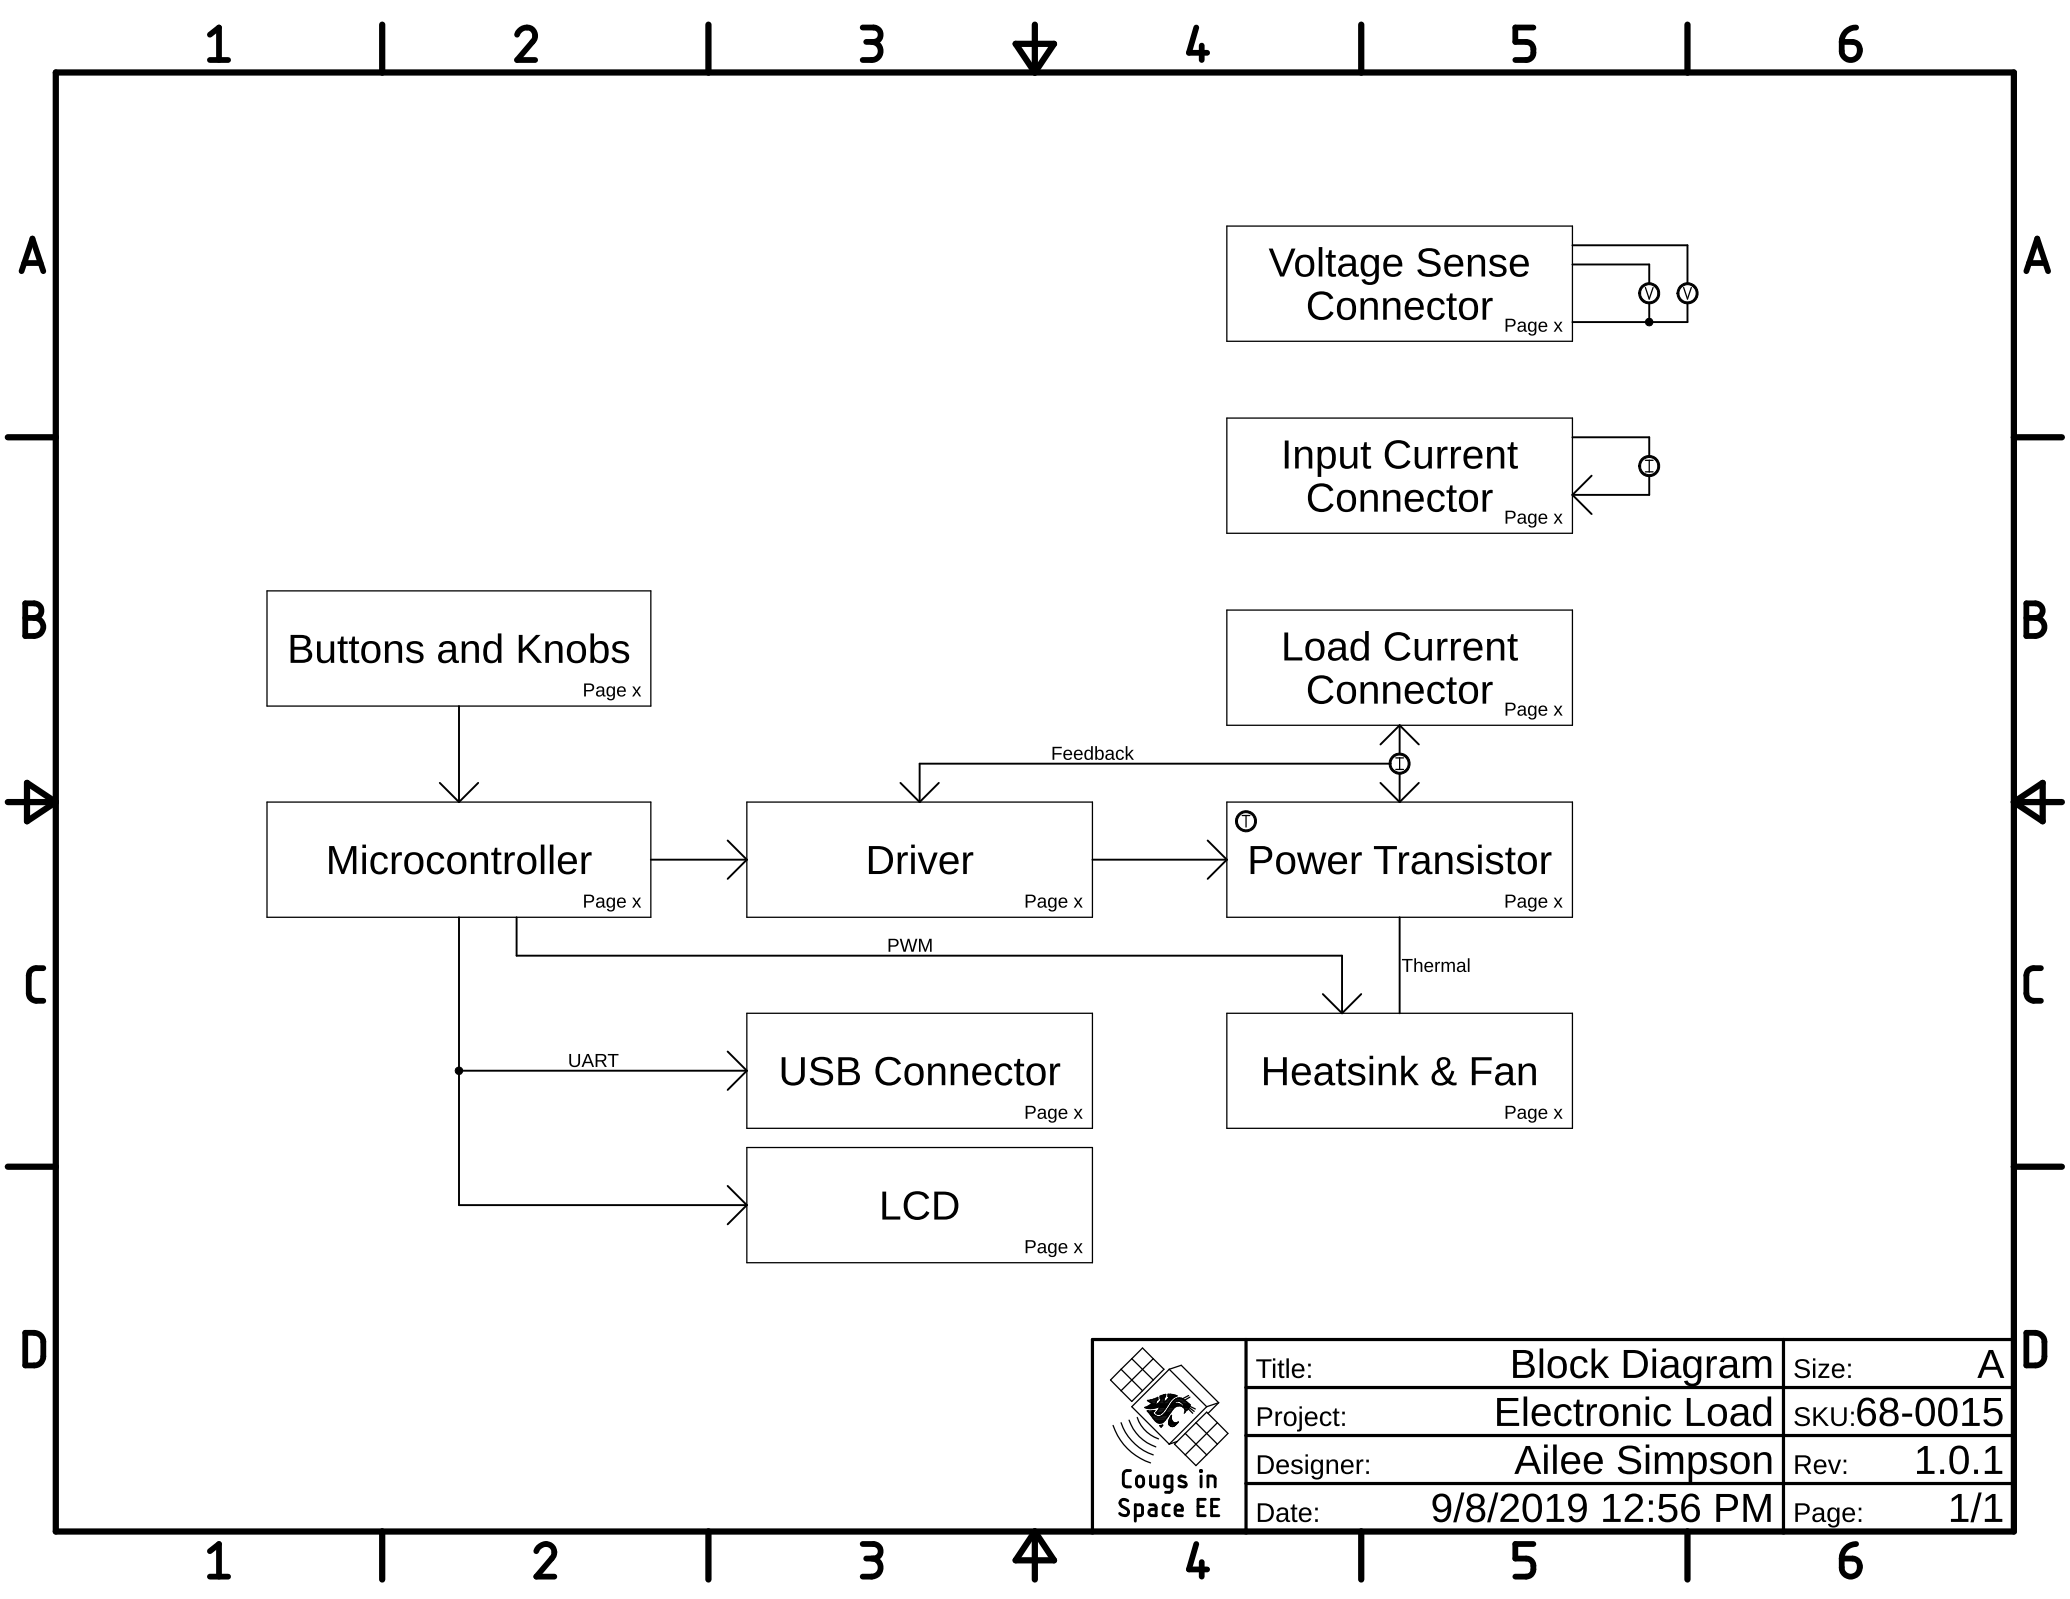 1 2 3 4 5 6
A A
Voltage Sense
Connector
Page x
V V
Input Current
Connector
Page x
I
B B
Buttons and Knobs
Page x
Load Current
Connector
Page x
Feedback
I
Microcontroller
Page x
Driver
Page x
T
Power Transistor
Page x
PWM
Thermal
C C
UART
USB Connector
Page x
Heatsink & Fan
Page x
LCD
Page x
D D
Cougs in
Space EE
Title: Block Diagram Size: A
Project: Electronic Load SKU:68-0015
Designer: Ailee Simpson Rev: 1.0.1
Date: 9/8/2019 12:56 PM Page: 1/1
1 2 3 4 5 6